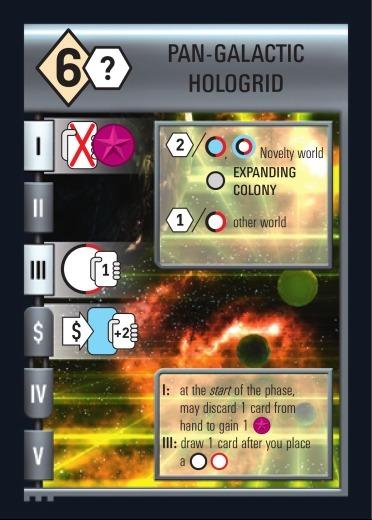 6 ?
PAN-GALACTIC
HOLOGRID
I
2 / , Novelty world
EXPANDING
COLONY
II
1 / other world
III 1
$ $ +2
IV
I: at the start of the phase,
may discard 1 card from
hand to gain 1
III: draw 1 card after you place
a
V